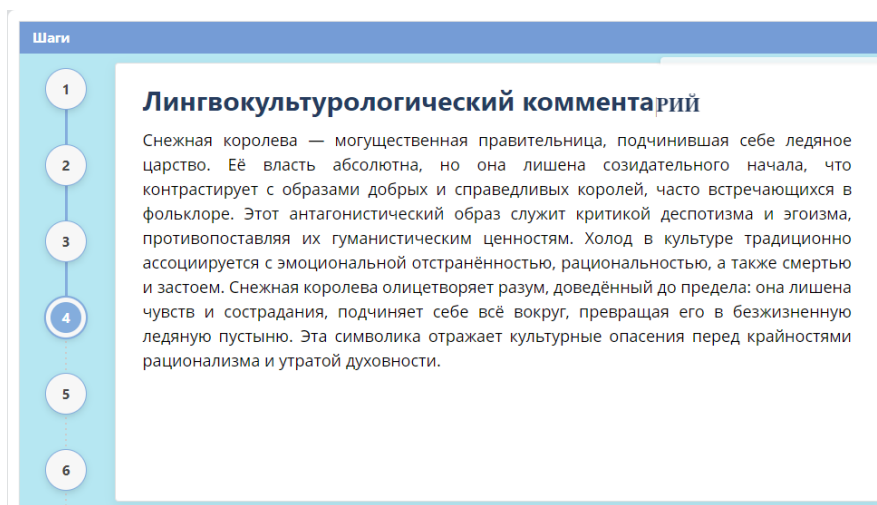 Шаги
1
Лингвокультурологический комментарий
Снежная королева — могущественная правительница, подчинившая себе ледяное
2
царство. Её власть абсолютна, но она лишена созидательного начала, что
контрастирует с образами добрых и справедливых королей, часто встречающихся в
фольклоре. Этот антагонистический образ служит критикой деспотизма и эгоизма,
3
противопоставляя их гуманистическим ценностям. Холод в культуре традиционно
ассоциируется с эмоциональной отстранённостью, рациональностью, а также смертью
и застоем. Снежная королева олицетворяет разум, доведённый до предела: она лишена
4
чувств и сострадания, подчиняет себе всё вокруг, превращая его в безжизненную
ледяную пустыню. Эта символика отражает культурные опасения перед крайностями
рационализма и утратой духовности.
5
6